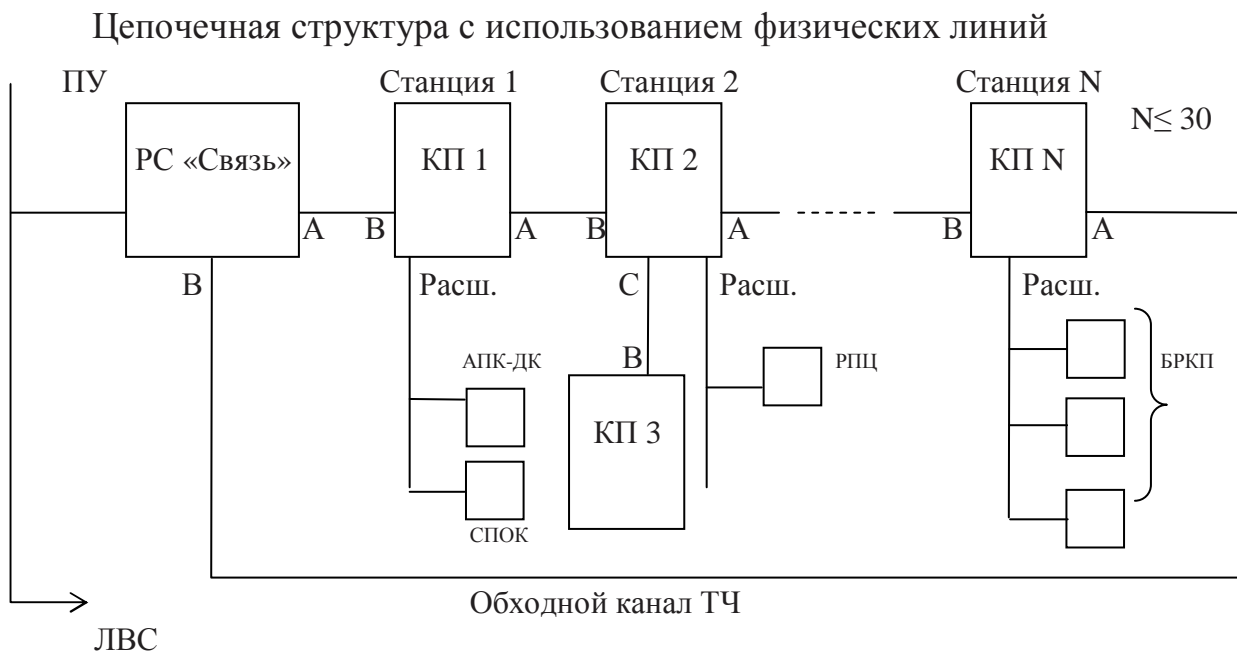 Цепочечная структура с использованием физических линий
ПУ
Станция 1
Станция 2
Станция N
N≤ 30
РС «Связь»
КП 1
КП 2
КП N
А
В
А
В
А
В
А
В
Расш.
С
Расш.
Расш.
АПК-ДК
В
РПЦ
БРКП
КП 3
СПОК
Обходной канал ТЧ
ЛВС